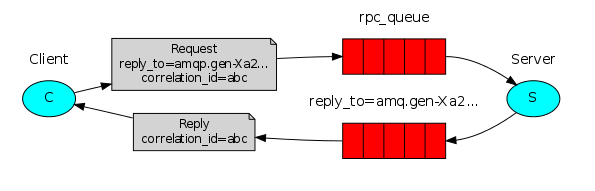 Client
C
Request
reply_to=amqp.gen-Xa2...
correlation_id=abc
rpc_queue
Server
S
reply_to=amq.gen-Xa2...
Reply
correlation_id=abc